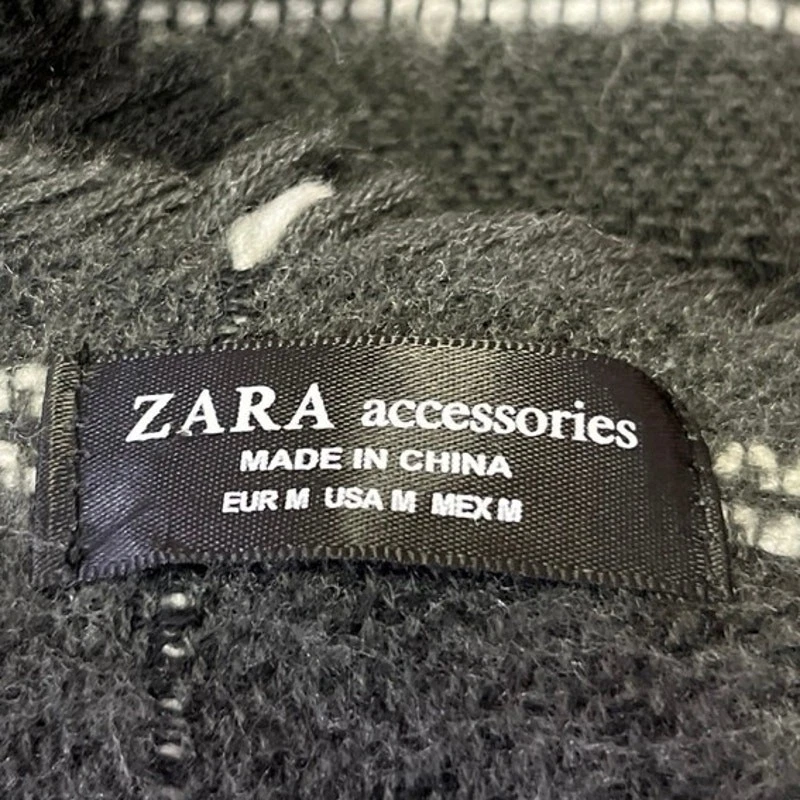 ZARA accessories
MADE IN CHINA
EUR M USA M MEX M